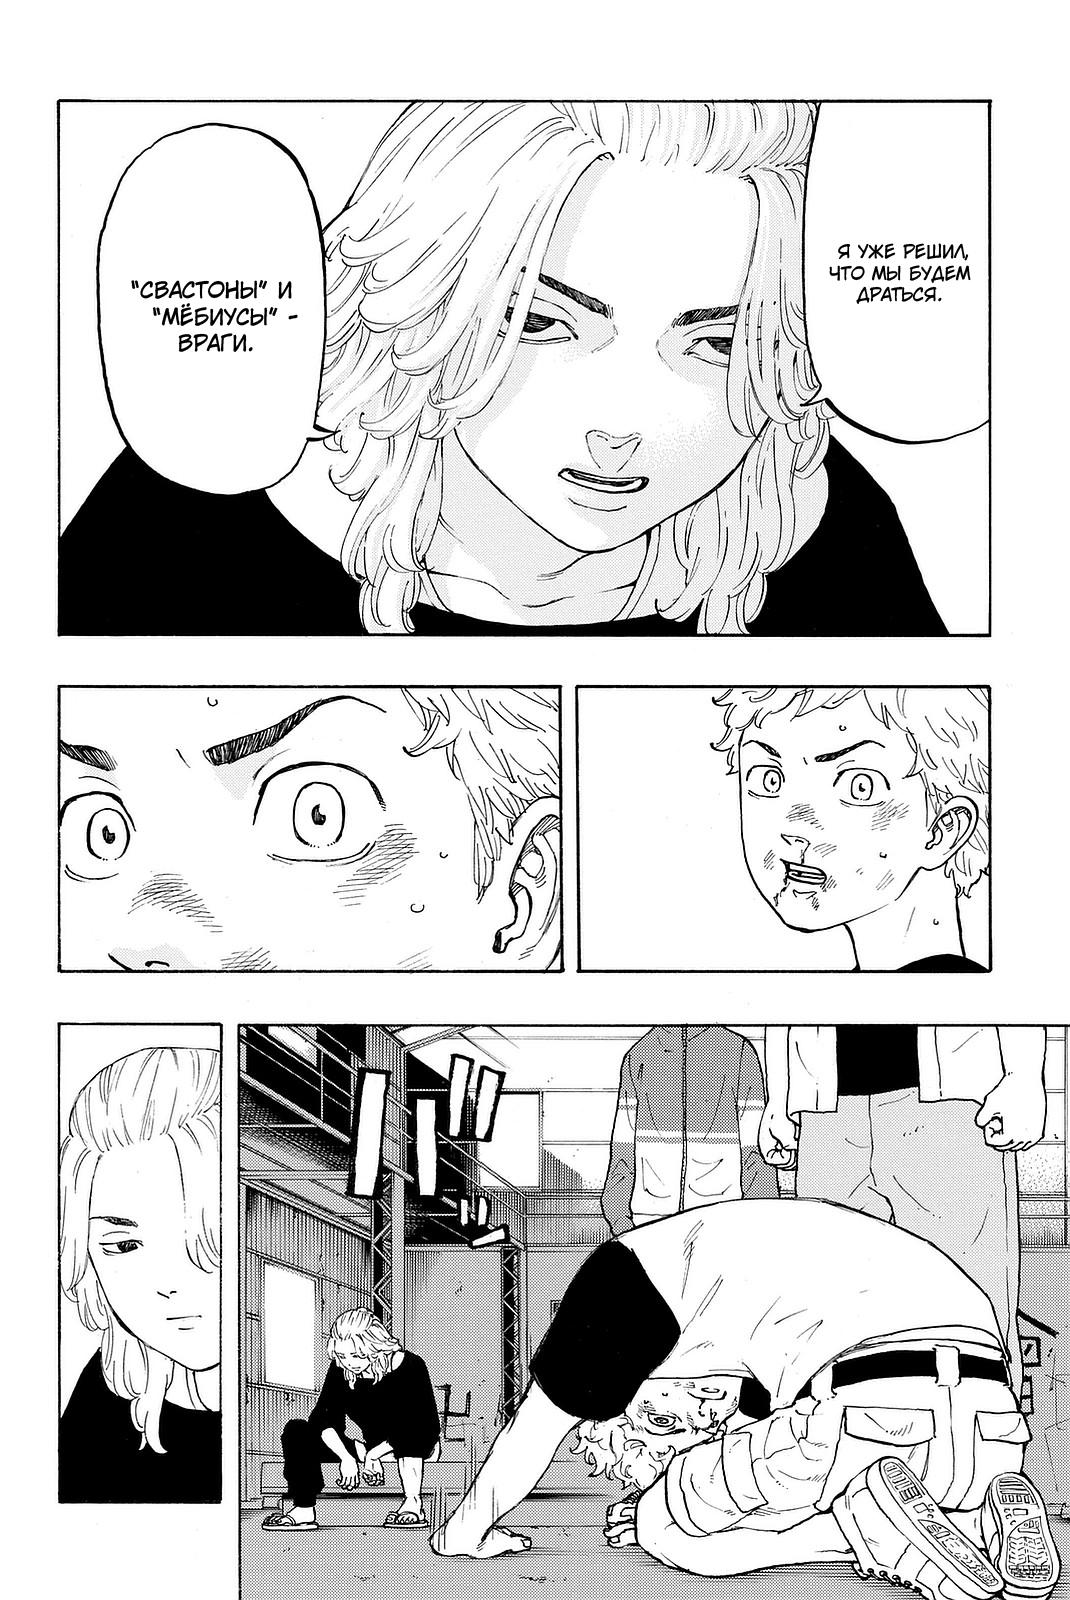 Я УЖЕ РЕШИЛ,
ЧТО МЫ БУДЕМ
ДРАТЬСЯ.
"СВАСТОНЫ" И
"МЁБИУСЫ" -
ВРАГИ.